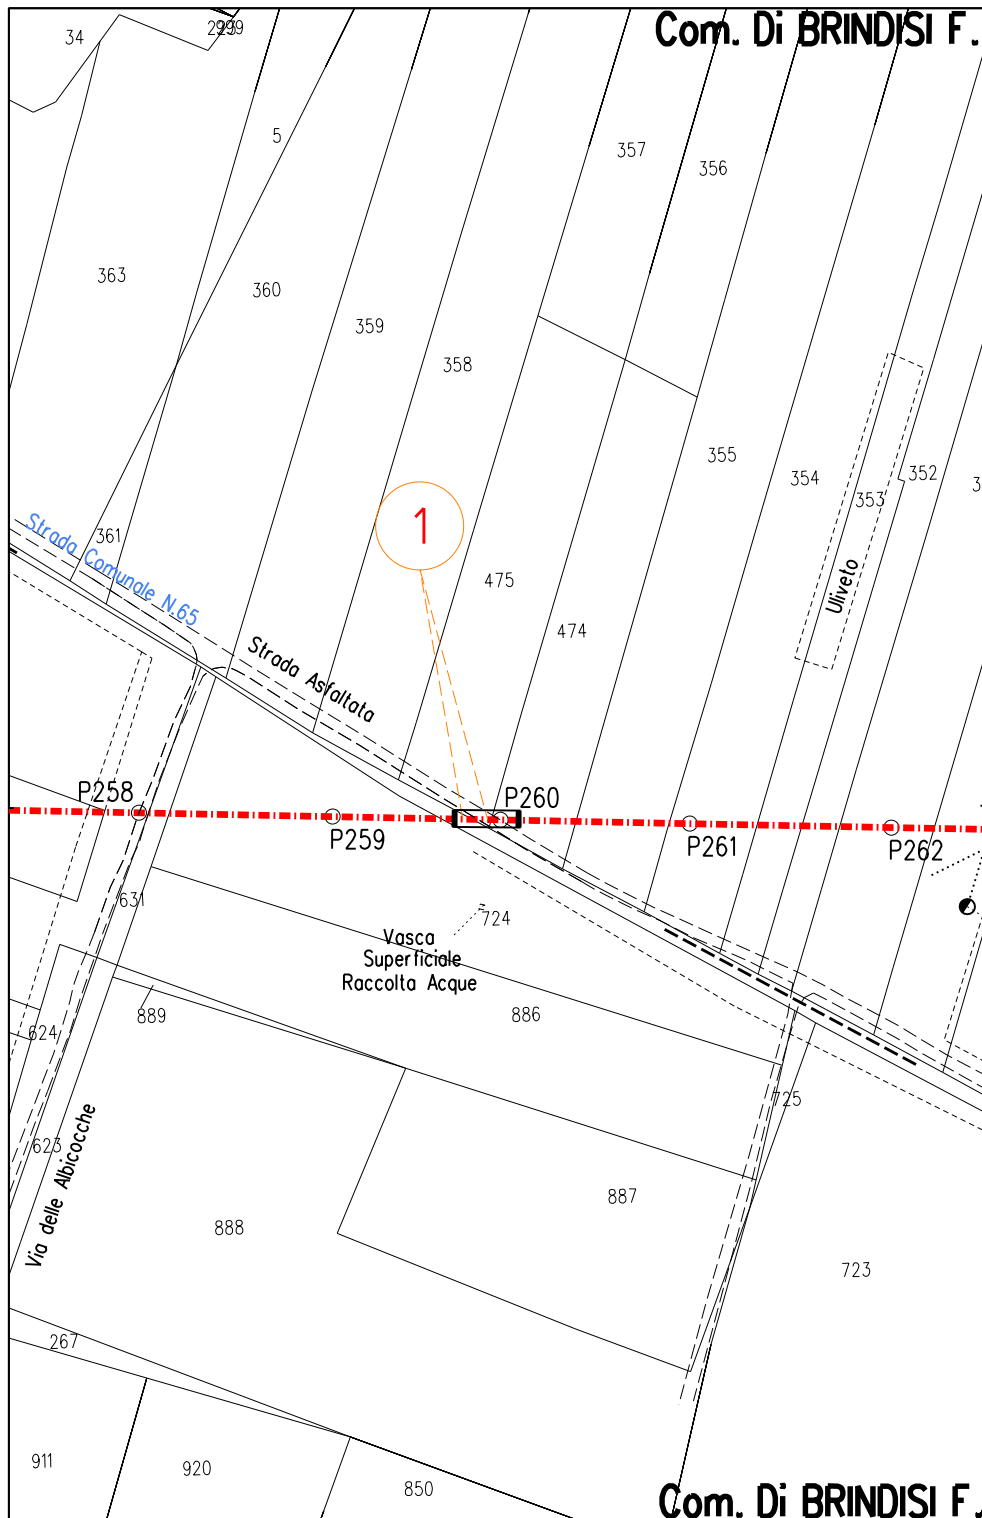 Com. Di BRINDISI F.
34
5
357
356
363
360
359
358
355
354
353
352
3
361
Strada Comunale N.65
1
475
474
Uliveto
Strada Asfaltata
P258
P259
P260
P261
P262
631
724
Vasca
Superficiale
Raccolta Acque
886
889
624
725
623
Via delle Albicocche
887
888
723
267
911
920
850
Com. Di BRINDISI F.